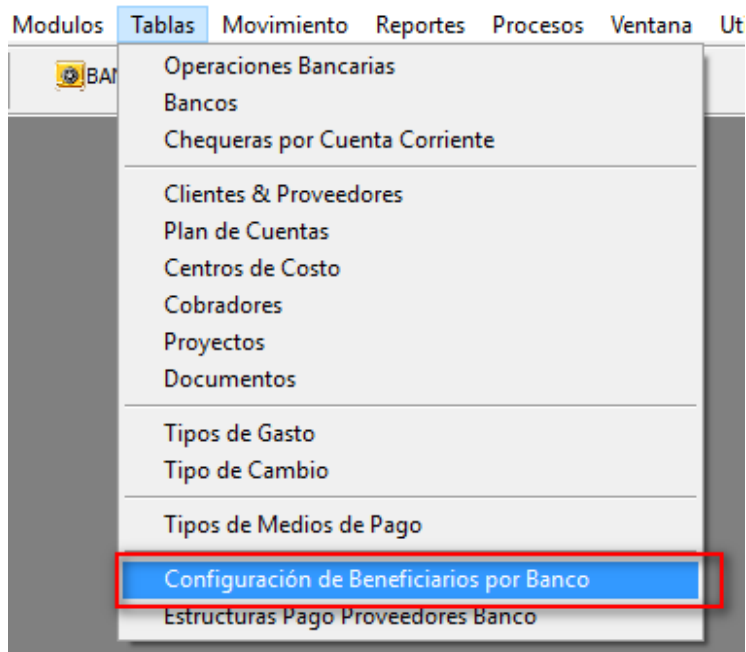 Modulos Tablas Movimiento Reportes Procesos Ventana Ut
BA
Operaciones Bancarias
Bancos
Chequeras por Cuenta Corriente
Clientes & Proveedores
Plan de Cuentas
Centros de Costo
Cobradores
Proyectos
Documentos
Tipos de Gasto
Tipo de Cambio
Tipos de Medios de Pago
Configuración de Beneficiarios por Banco
Estructuras Pago Proveedores Banco